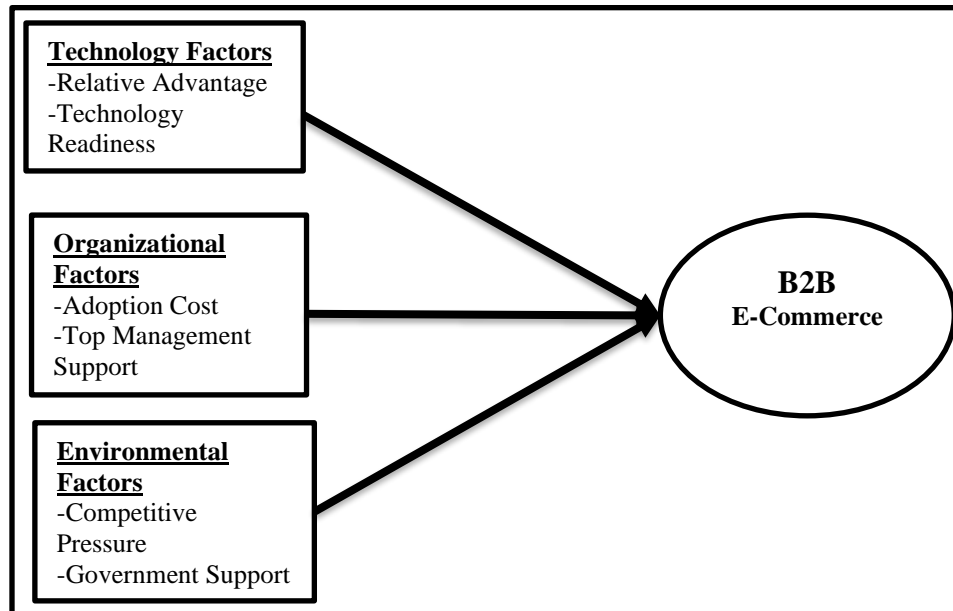 Technology Factors
-Relative Advantage
-Technology
Readiness
Organizational
Factors
-Adoption Cost
-Top Management
Support
Environmental
Factors
-Competitive
Pressure
-Government Support
B2B
E-Commerce